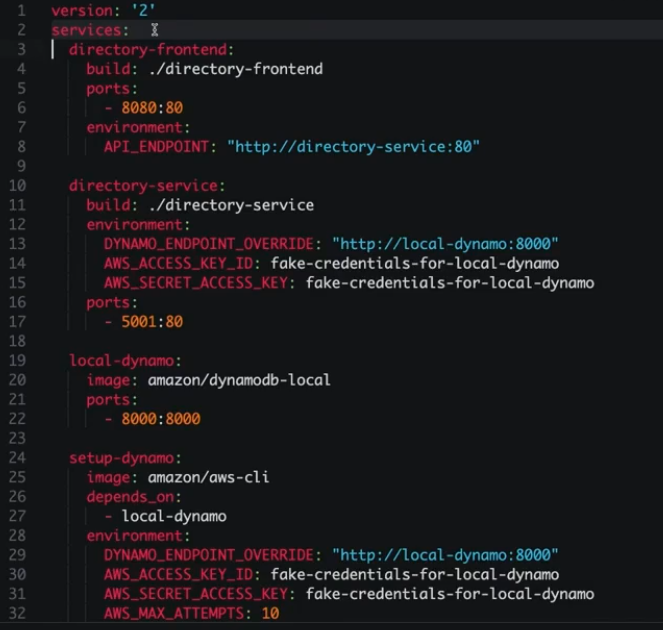 1 version: '2'
2 services:
3 directory-frontend:
4 build: ./directory-frontend
5 ports:
6 - 8080:80
7 environment:
8 API_ENDPOINT: "http://directory-service:80"
9
10 directory-service:
11 build: ./directory-service
12 environment:
13 DYNAMO_ENDPOINT_OVERRIDE: "http://local-dynamo:8000"
14 AWS_ACCESS_KEY_ID: fake-credentials-for-local-dynamo
15 AWS_SECRET_ACCESS_KEY: fake-credentials-for-local-dynamo
16 ports:
17 - 5001:80
18
19 local-dynamo:
20 image: amazon/dynamodb-local
21 ports:
22 - 8000:8000
23
24 setup-dynamo:
25 image: amazon/aws-cli
26 depends_on:
27 - local-dynamo
28 environment:
29 DYNAMO_ENDPOINT_OVERRIDE: "http://local-dynamo:8000"
30 AWS_ACCESS_KEY_ID: fake-credentials-for-local-dynamo
31 AWS_SECRET_ACCESS_KEY: fake-credentials-for-local-dynamo
32 AWS_MAX_ATTEMPTS: 10